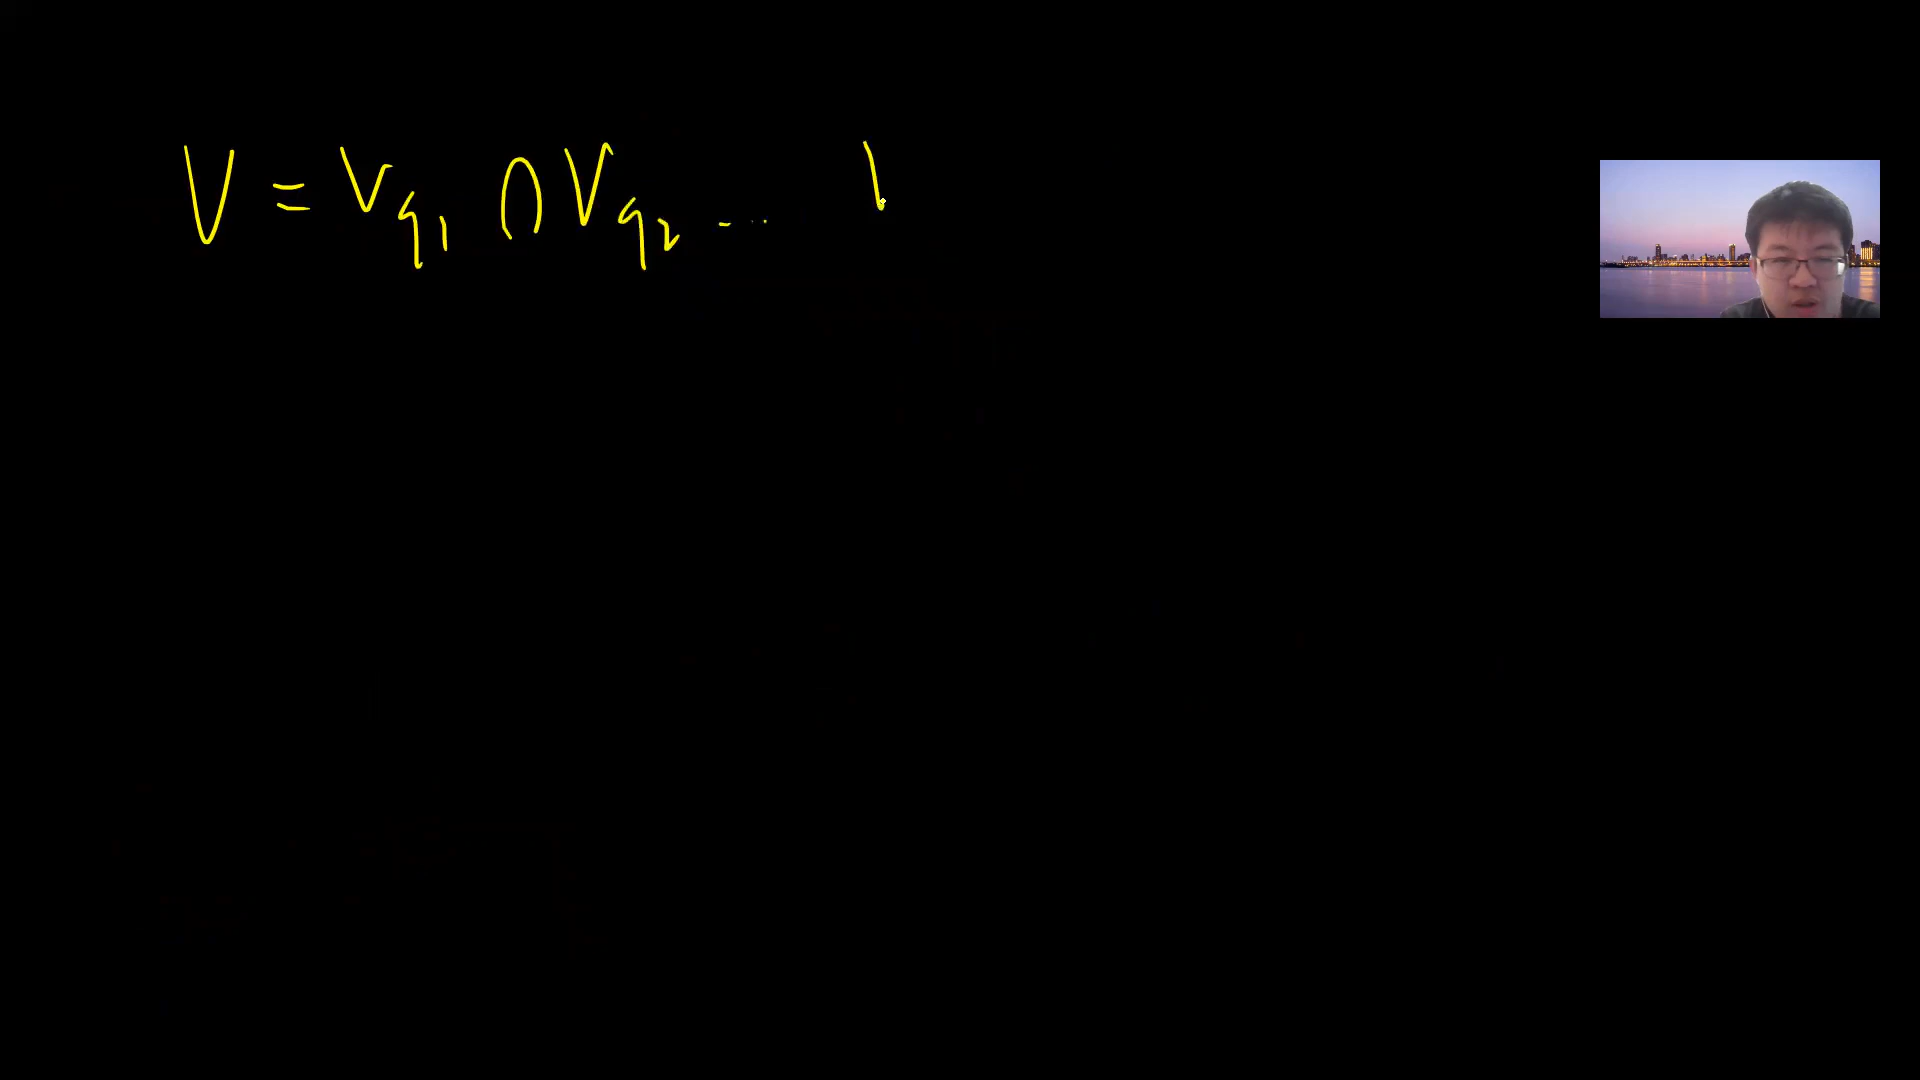 V = V_{q_1} ∩ V_{q_2} ...